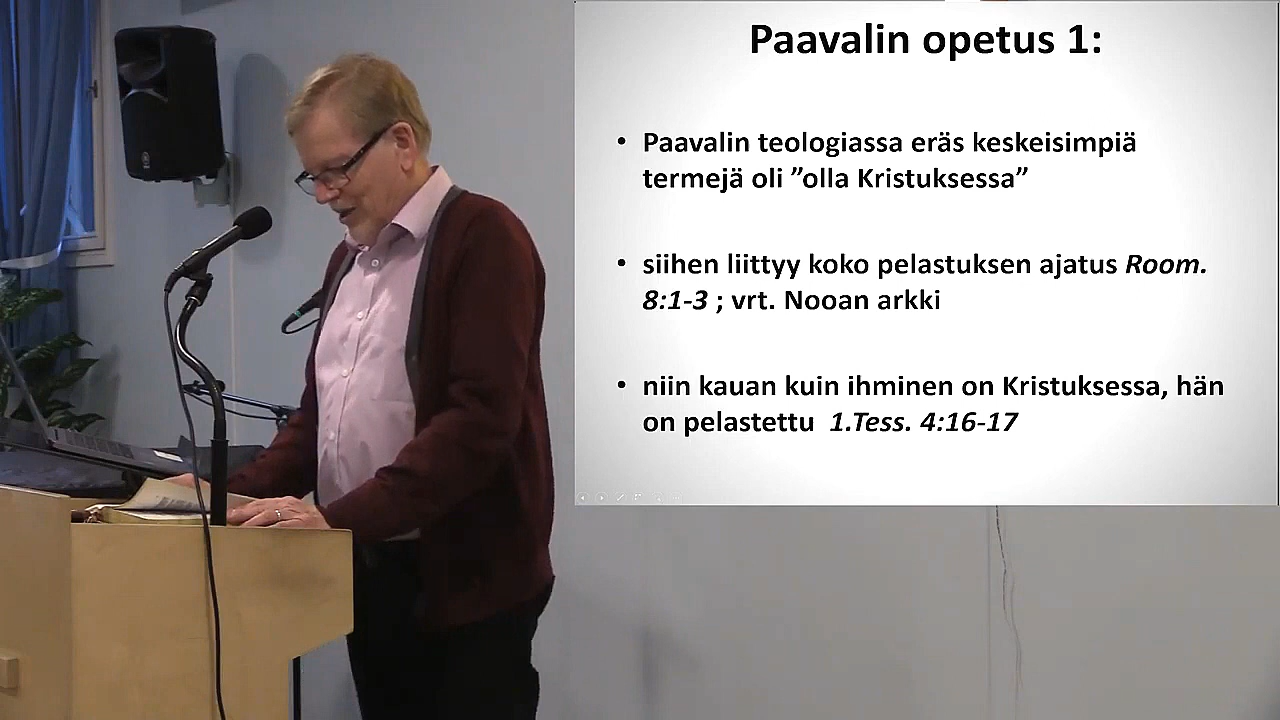 Paavalin opetus 1:
• Paavalin teologiassa eräs keskeisimpiä
termejä oli ”olla Kristuksessa”
• siihen liittyy koko pelastuksen ajatus Room.
8:1-3 ; vrt. Nooan arkki
• niin kauan kuin ihminen on Kristuksessa, hän
on pelastettu 1.Tess. 4:16-17